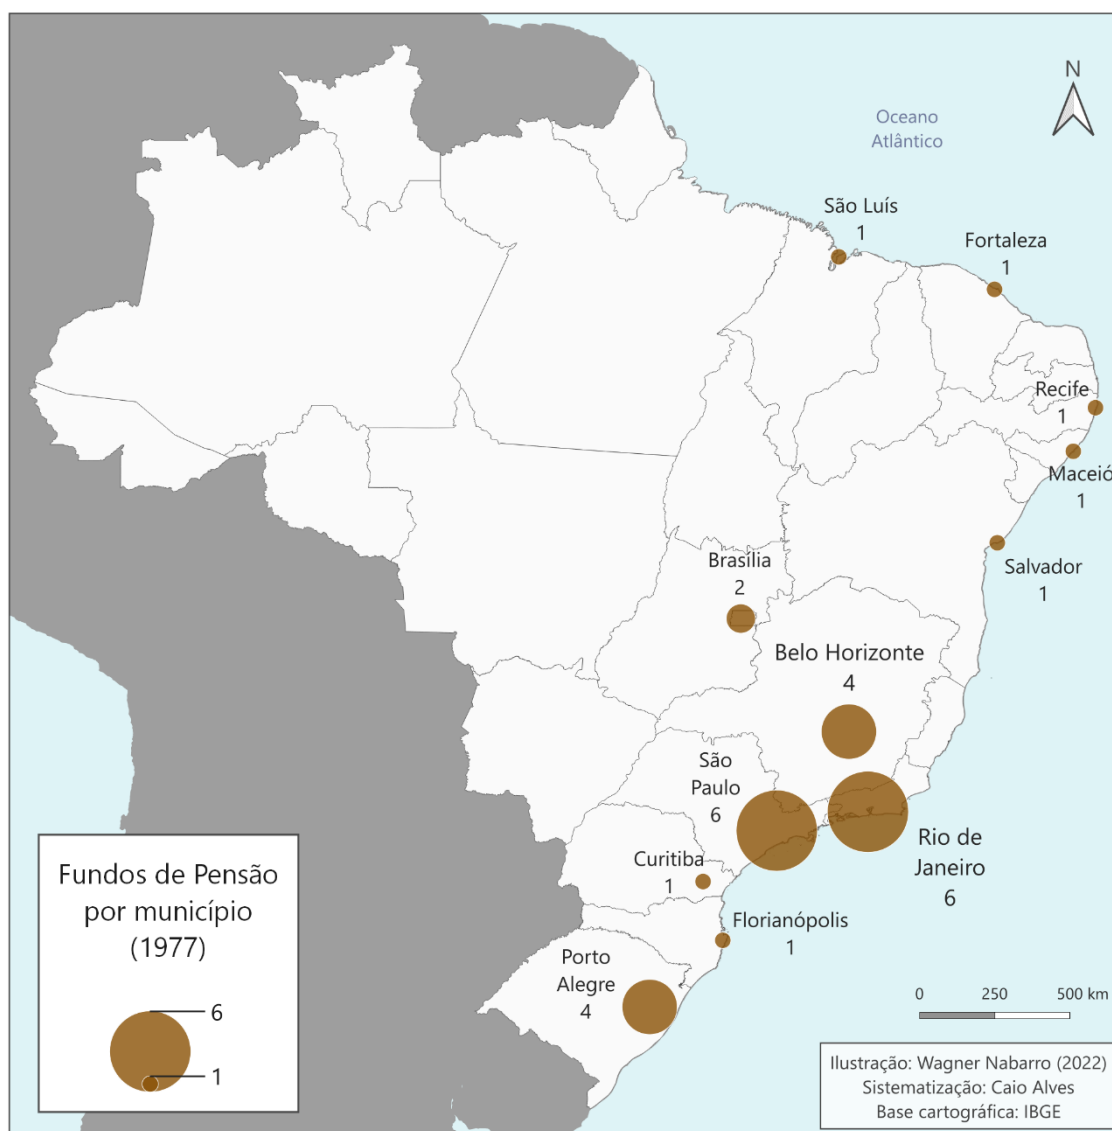 N
Oceano
Atlântico
São Luís
1
Fortaleza
1
Recife
1
Maceió
1
Salvador
1
Brasília
2
Belo Horizonte
4
São
Paulo
6
Rio de
Janeiro
6
Curitiba
1
Florianópolis
1
Porto
Alegre
4
Fundos de Pensão
por município
(1977)
6
1
0 250 500 km
Ilustração: Wagner Nabarro (2022)
Sistematização: Caio Alves
Base cartográfica: IBGE